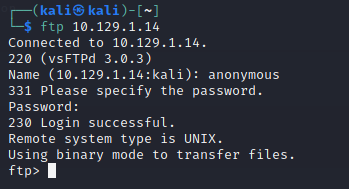 ┌──(kali㉿kali)-[~]
└─$ ftp 10.129.1.14
Connected to 10.129.1.14.
220 (vsFTPd 3.0.3)
Name (10.129.1.14:kali): anonymous
331 Please specify the password.
Password:
230 Login successful.
Remote system type is UNIX.
Using binary mode to transfer files.
ftp>